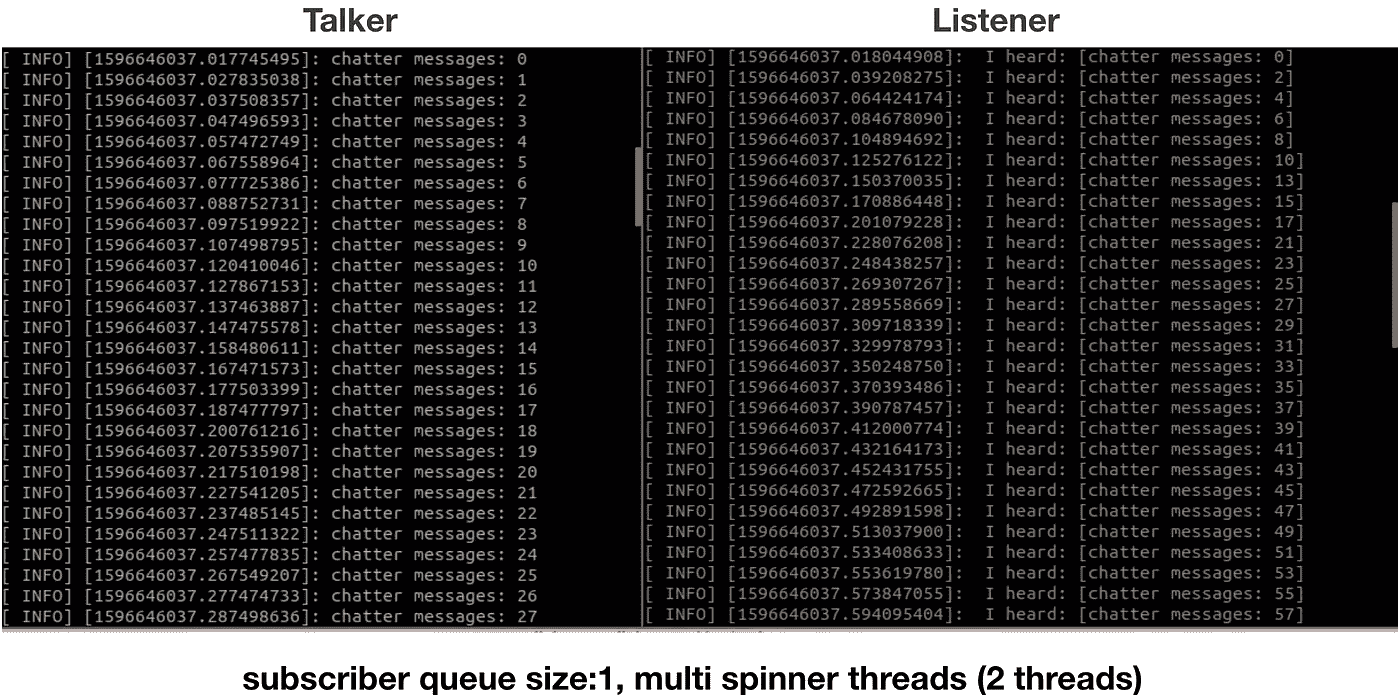 Talker
[ INFO] [1596646037.017745495]: chatter messages: 0
[ INFO] [1596646037.027835038]: chatter messages: 1
[ INFO] [1596646037.037508357]: chatter messages: 2
[ INFO] [1596646037.047496593]: chatter messages: 3
[ INFO] [1596646037.057472749]: chatter messages: 4
[ INFO] [1596646037.067558964]: chatter messages: 5
[ INFO] [1596646037.077725386]: chatter messages: 6
[ INFO] [1596646037.088752731]: chatter messages: 7
[ INFO] [1596646037.097519922]: chatter messages: 8
[ INFO] [1596646037.107498795]: chatter messages: 9
[ INFO] [1596646037.120410046]: chatter messages: 10
[ INFO] [1596646037.127867153]: chatter messages: 11
[ INFO] [1596646037.137463887]: chatter messages: 12
[ INFO] [1596646037.147475578]: chatter messages: 13
[ INFO] [1596646037.158480611]: chatter messages: 14
[ INFO] [1596646037.167471573]: chatter messages: 15
[ INFO] [1596646037.177503399]: chatter messages: 16
[ INFO] [1596646037.187477797]: chatter messages: 17
[ INFO] [1596646037.200761216]: chatter messages: 18
[ INFO] [1596646037.207535907]: chatter messages: 19
[ INFO] [1596646037.217510198]: chatter messages: 20
[ INFO] [1596646037.227541205]: chatter messages: 21
[ INFO] [1596646037.237485145]: chatter messages: 22
[ INFO] [1596646037.247511322]: chatter messages: 23
[ INFO] [1596646037.257477835]: chatter messages: 24
[ INFO] [1596646037.267549207]: chatter messages: 25
[ INFO] [1596646037.277474733]: chatter messages: 26
[ INFO] [1596646037.287498636]: chatter messages: 27
Listener
[ INFO] [1596646037.018044908]:  I heard: [chatter messages: 0]
[ INFO] [1596646037.039208275]:  I heard: [chatter messages: 2]
[ INFO] [1596646037.064424174]:  I heard: [chatter messages: 4]
[ INFO] [1596646037.084678090]:  I heard: [chatter messages: 6]
[ INFO] [1596646037.104894692]:  I heard: [chatter messages: 8]
[ INFO] [1596646037.125276122]:  I heard: [chatter messages: 10]
[ INFO] [1596646037.150370035]:  I heard: [chatter messages: 13]
[ INFO] [1596646037.170886448]:  I heard: [chatter messages: 15]
[ INFO] [1596646037.201079228]:  I heard: [chatter messages: 17]
[ INFO] [1596646037.228076208]:  I heard: [chatter messages: 21]
[ INFO] [1596646037.248438257]:  I heard: [chatter messages: 23]
[ INFO] [1596646037.269307267]:  I heard: [chatter messages: 25]
[ INFO] [1596646037.289558669]:  I heard: [chatter messages: 27]
[ INFO] [1596646037.309718339]:  I heard: [chatter messages: 29]
[ INFO] [1596646037.329978793]:  I heard: [chatter messages: 31]
[ INFO] [1596646037.350248750]:  I heard: [chatter messages: 33]
[ INFO] [1596646037.370393486]:  I heard: [chatter messages: 35]
[ INFO] [1596646037.390787457]:  I heard: [chatter messages: 37]
[ INFO] [1596646037.412000774]:  I heard: [chatter messages: 39]
[ INFO] [1596646037.432164173]:  I heard: [chatter messages: 41]
[ INFO] [1596646037.452431755]:  I heard: [chatter messages: 43]
[ INFO] [1596646037.472592665]:  I heard: [chatter messages: 45]
[ INFO] [1596646037.492891598]:  I heard: [chatter messages: 47]
[ INFO] [1596646037.513037900]:  I heard: [chatter messages: 49]
[ INFO] [1596646037.533408633]:  I heard: [chatter messages: 51]
[ INFO] [1596646037.553619780]:  I heard: [chatter messages: 53]
[ INFO] [1596646037.573847055]:  I heard: [chatter messages: 55]
[ INFO] [1596646037.594095404]:  I heard: [chatter messages: 57]
subscriber queue size:1, multi spinner threads (2 threads)